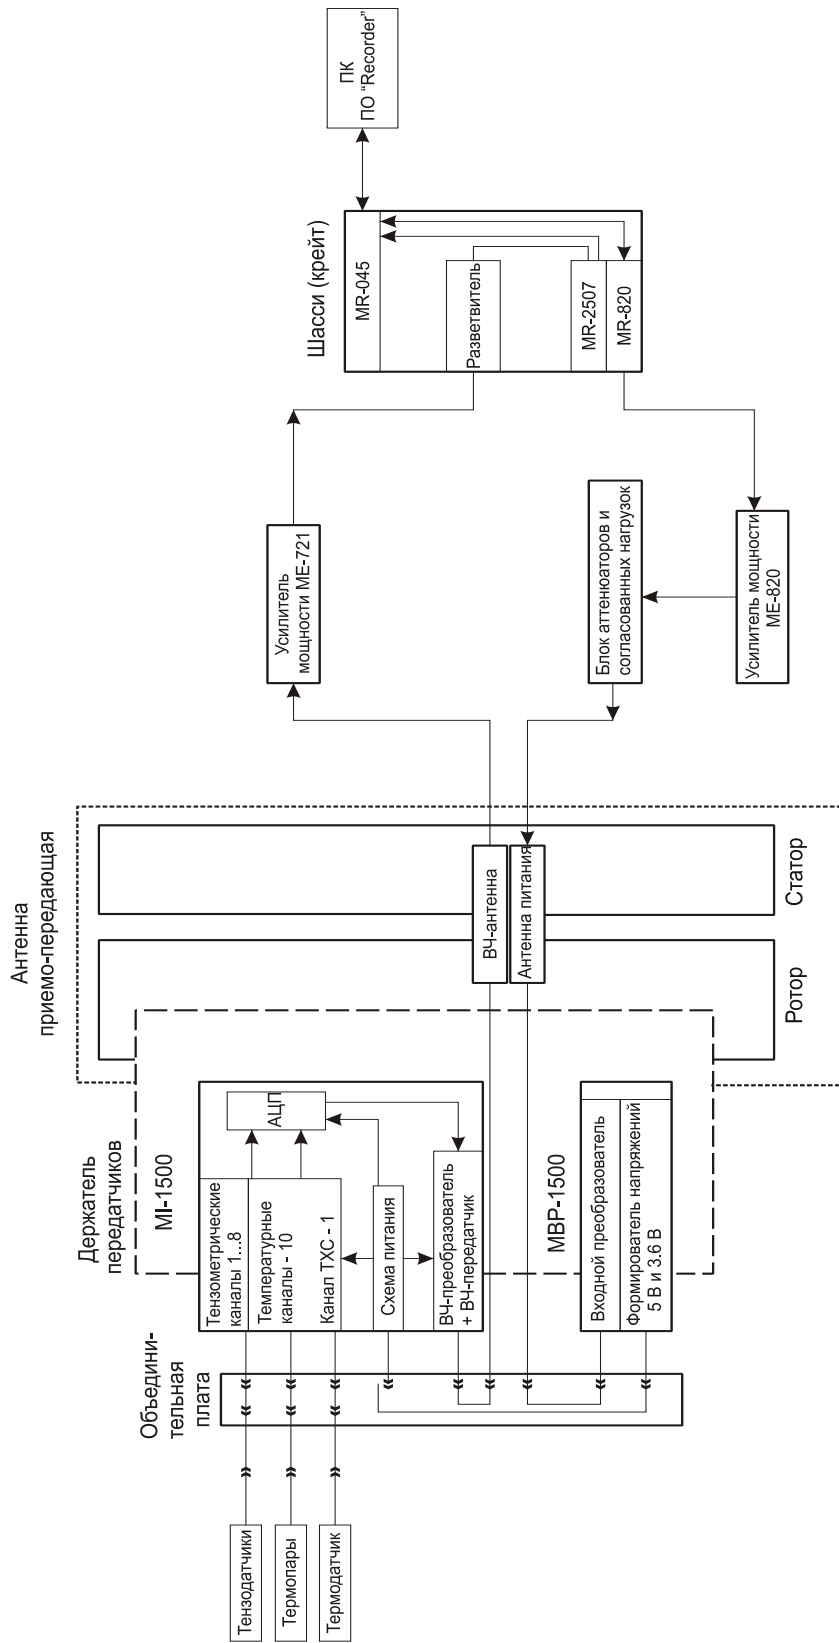 Тензодатчики
Термопары
Термодатчик
Объедини-
тельная
плата
Держатель
передатчиков
MI-1500
Тензометрические
каналы 1...8
Температурные
каналы - 10
Канал ТХС - 1
АЦП
Схема питания
ВЧ-преобразователь
+ ВЧ-передатчик
МВР-1500
Входной преобразователь
Формирователь напряжений
5 В и 3.6 В
Антенна
приемо-передающая
Ротор
Статор
ВЧ-антенна
Антенна питания
Усилитель
мощности МЕ-721
Блок аттенюаторов и
согласованных нагрузок
Усилитель мощности
МЕ-820
Шасси (крейт)
MR-045
Разветвитель
MR-2507
MR-820
ПК
ПО “Recorder”